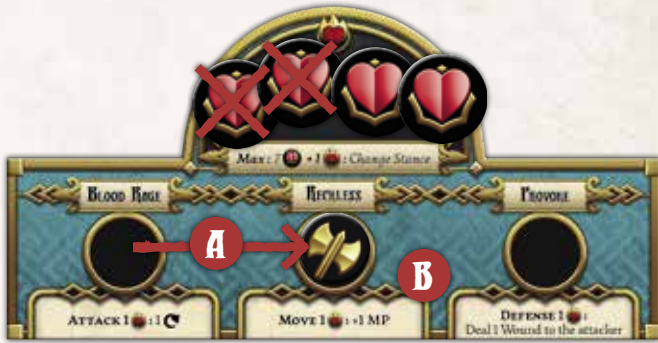 Max : 7 • 1 : Change Stance
BLOOD RAGE
RECKLESS
PROVOKE
A
B
ATTACK 1 : 1
MOVE 1 : +1 MP
DEFENSE 1 :
Deal 1 Wound to the attacker